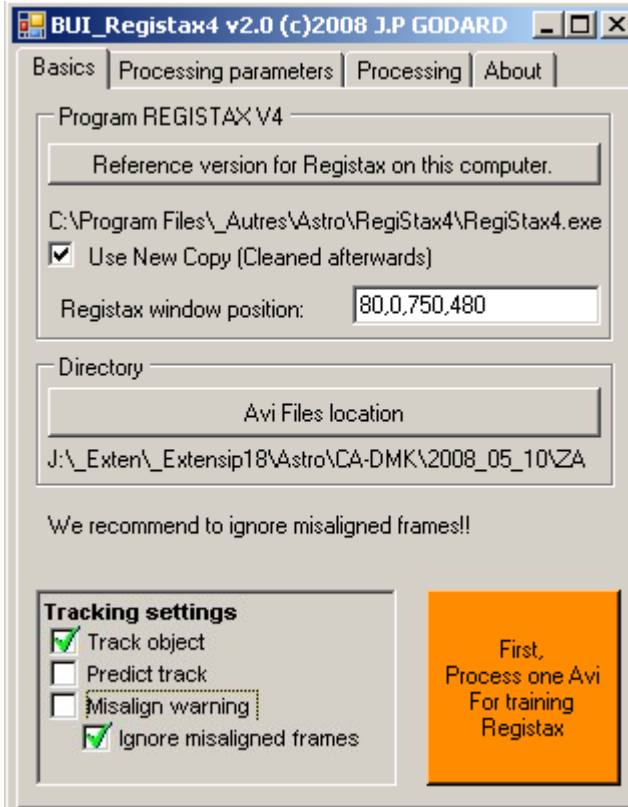 BUI_Registax4 v2.0 (c)2008 J.P GODARD
Basics Processing parameters Processing About
Program REGISTAX V4
Reference version for Registax on this computer.
C:\Program Files\_Autres\Astro\RegiStax4\RegiStax4.exe
Use New Copy (Cleaned afterwards)
Registax window position: 80,0,750,480
Directory
Avi Files location
J:\_Exten\_Extensip18\Astro\CA-DMK\2008_05_10\ZA
We recommend to ignore misaligned frames!!
Tracking settings
Track object
Predict track
Misalign warning
Ignore misaligned frames
First,
Process one Avi
For training
Registax